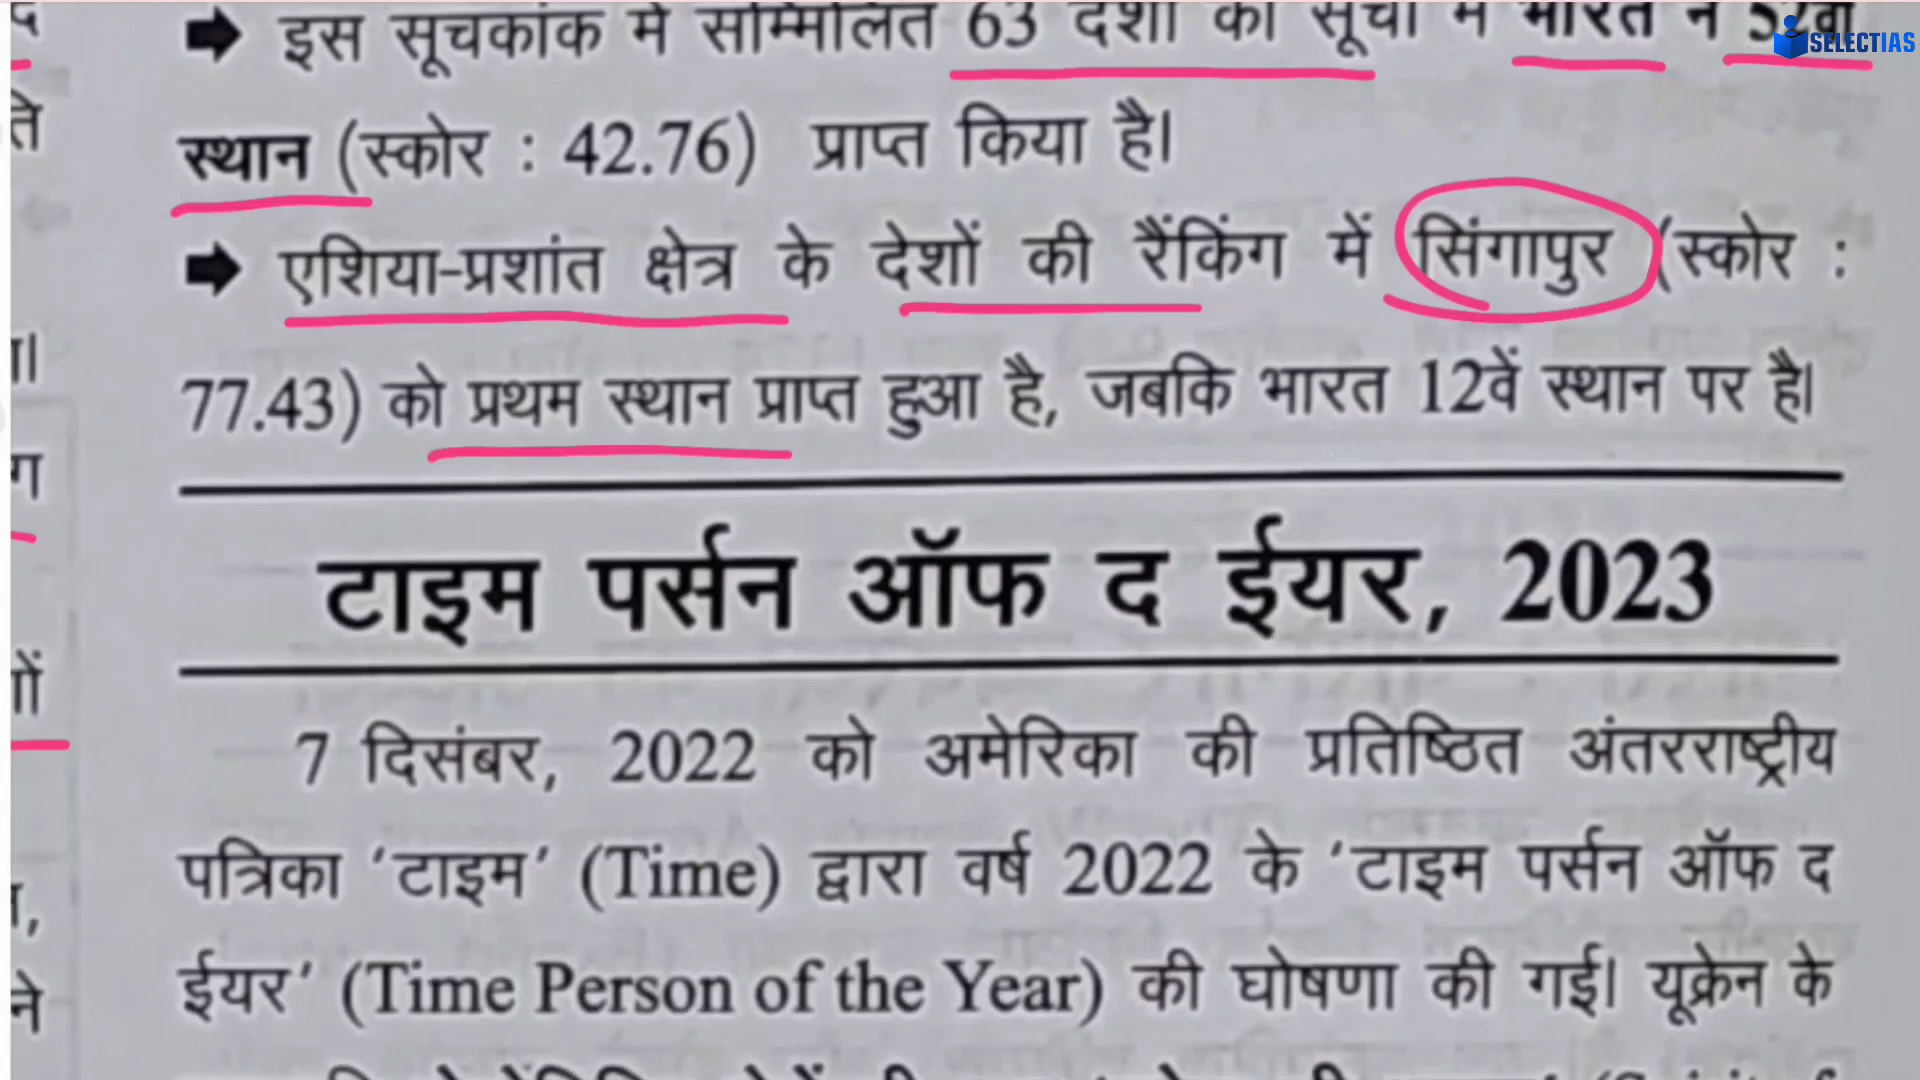 द
➡ इस सूचकांक में सम्मिलित 63 देशों की सूची में भारत ने 52वां
SELECTIAS
ति
स्थान (स्कोर : 42.76) प्राप्त किया है।
➡ एशिया-प्रशांत क्षेत्र के देशों की रैंकिंग में सिंगापुर (स्कोर :
77.43) को प्रथम स्थान प्राप्त हुआ है, जबकि भारत 12वें स्थान पर है।
ग
टाइम पर्सन ऑफ द ईयर, 2023
7 दिसंबर, 2022 को अमेरिका की प्रतिष्ठित अंतरराष्ट्रीय
पत्रिका ‘टाइम’ (Time) द्वारा वर्ष 2022 के ‘टाइम पर्सन ऑफ द
ने
ईयर’ (Time Person of the Year) की घोषणा की गई। यूक्रेन के